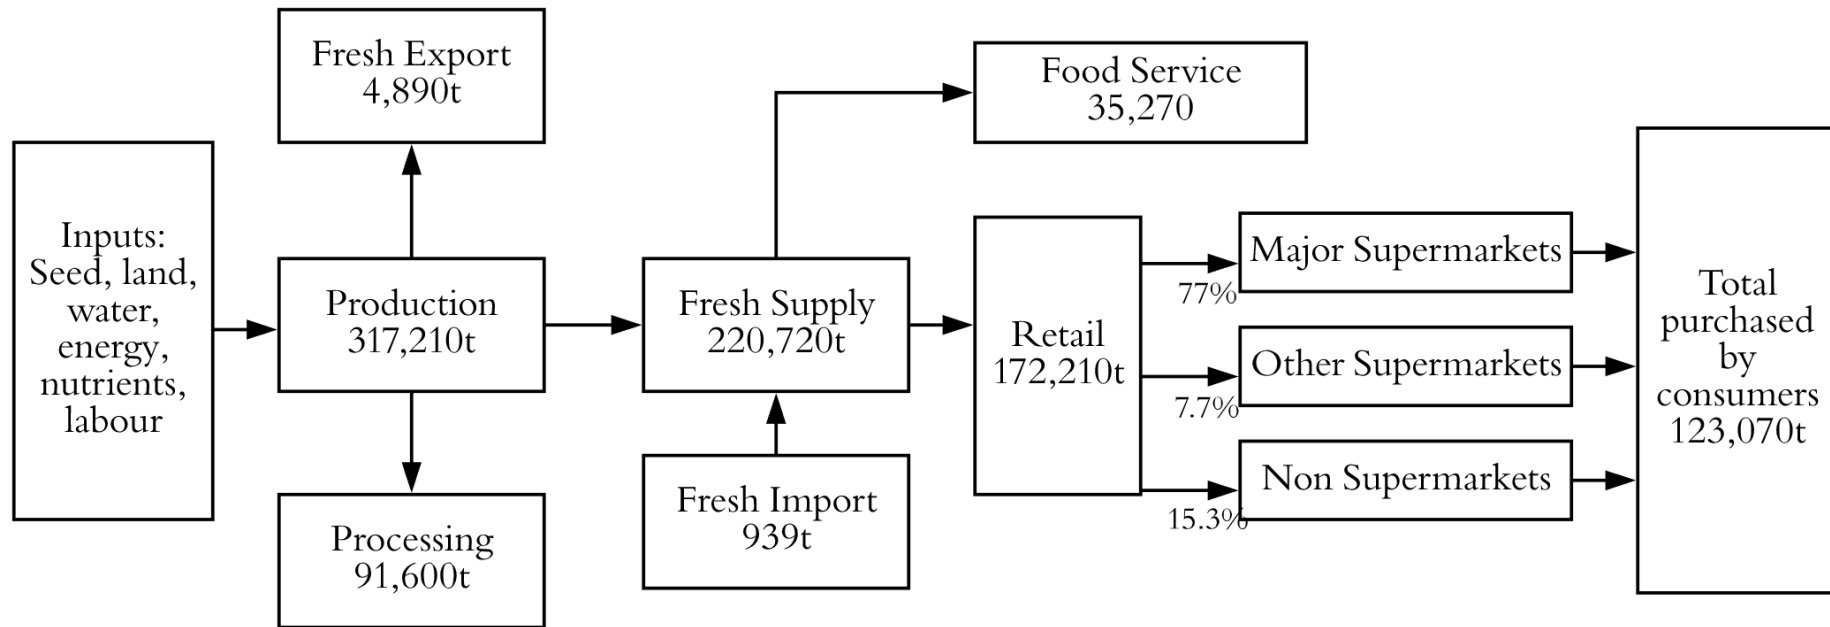 Inputs:
Seed, land,
water,
energy,
nutrients,
labour
Fresh Export
4,890t
Production
317,210t
Processing
91,600t
Fresh Supply
220,720t
Fresh Import
939t
Food Service
35,270
Retail
172,210t
77%
7.7%
15.3%
Major Supermarkets
Other Supermarkets
Non Supermarkets
Total
purchased
by
consumers
123,070t